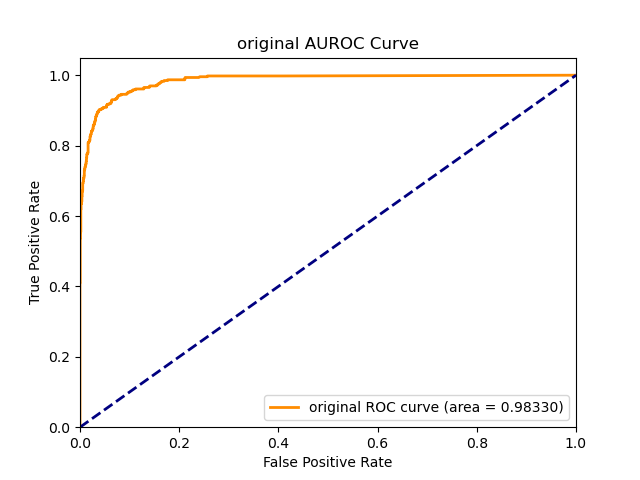 original AUROC Curve
True Positive Rate
1.0
0.8
0.6
0.4
0.2
0.0
original ROC curve (area = 0.98330)
0.0 0.2 0.4 0.6 0.8 1.0
False Positive Rate